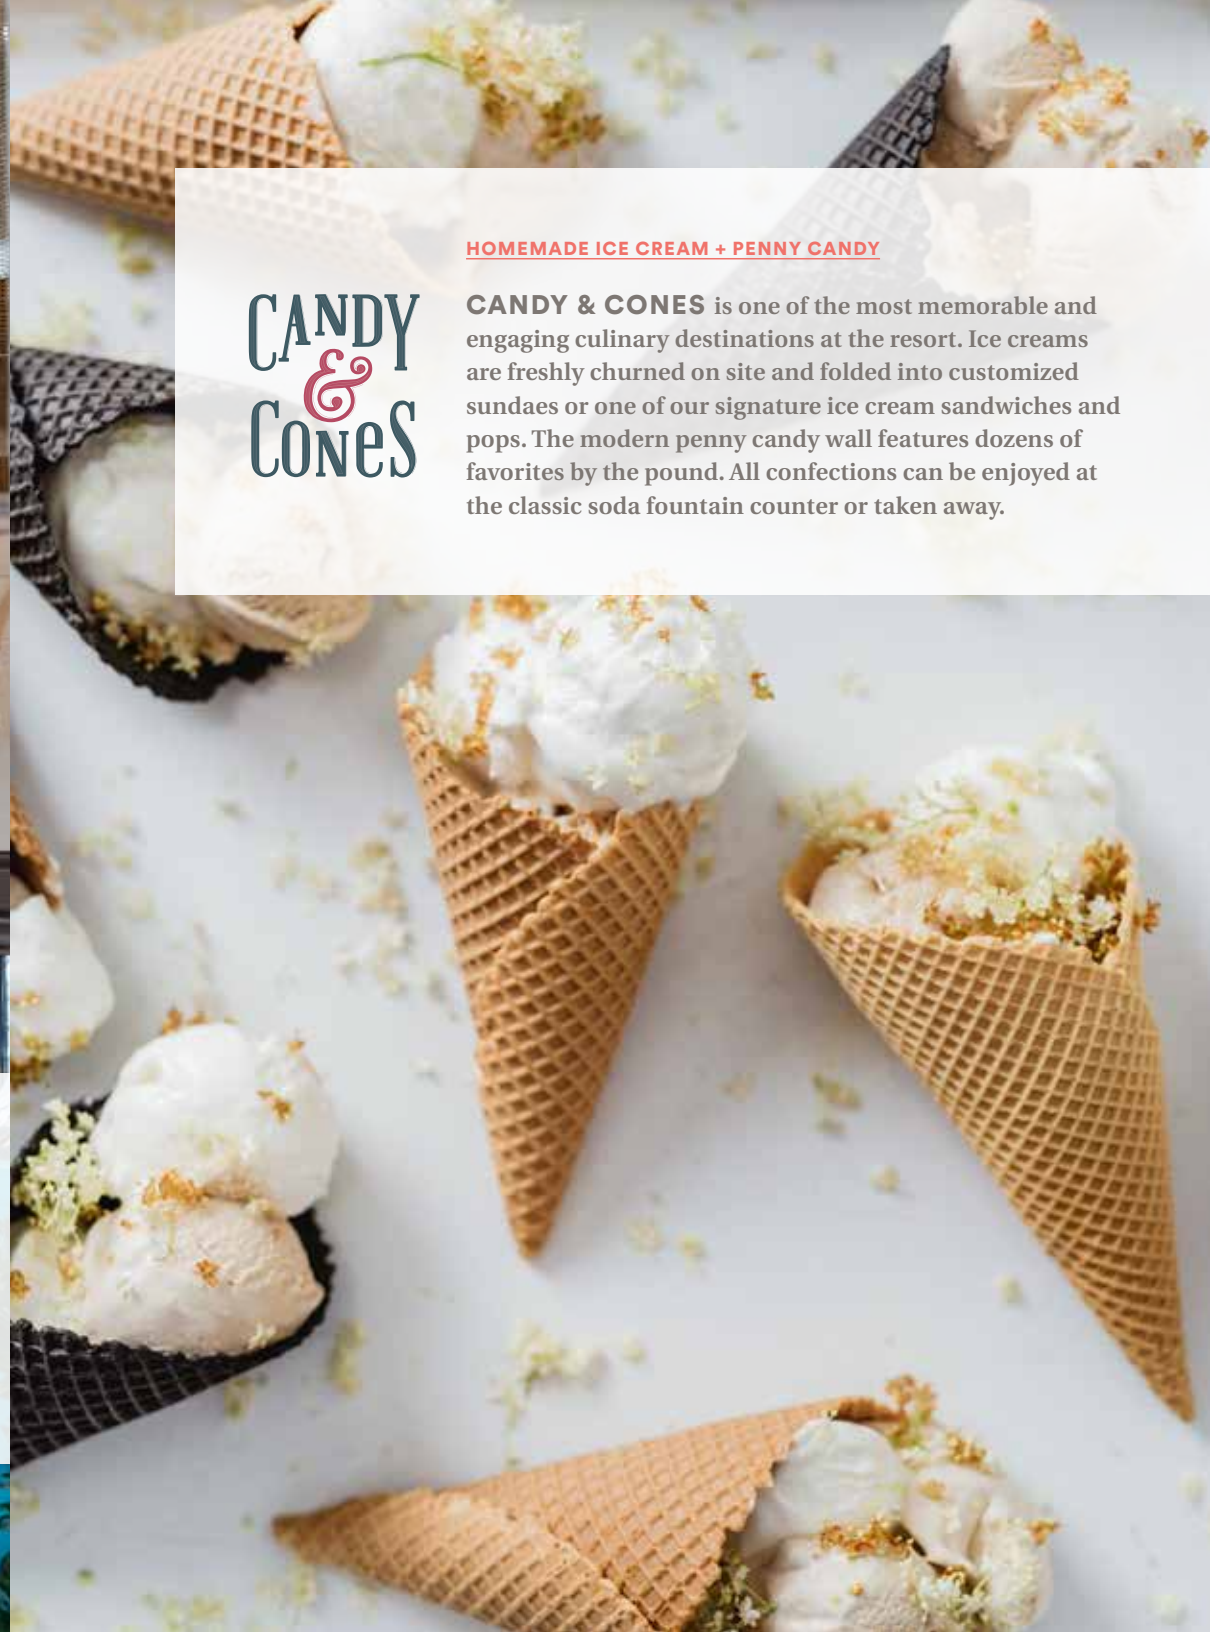 HOMEMADE ICE CREAM + PENNY CANDY
CANDY
&
CONES
CANDY & CONES is one of the most memorable and
engaging culinary destinations at the resort. Ice creams
are freshly churned on site and folded into customized
sundaes or one of our signature ice cream sandwiches and
pops. The modern penny candy wall features dozens of
favorites by the pound. All confections can be enjoyed at
the classic soda fountain counter or taken away.